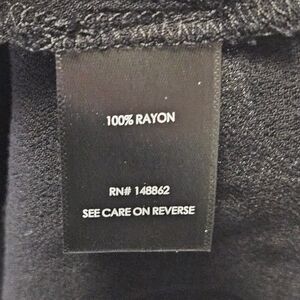 100% RAYON
RN# 148862
SEE CARE ON REVERSE